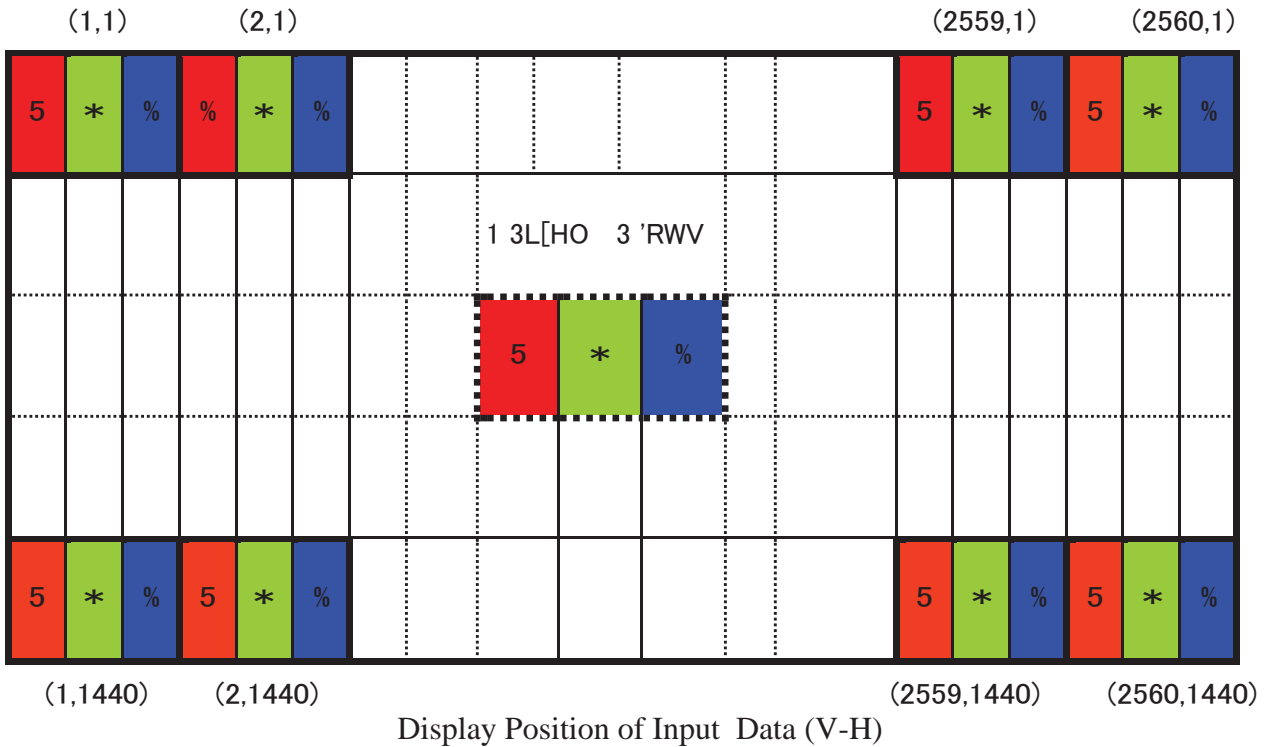 (1,1) (2,1) (2559,1) (2560,1)
5 * % % * % 5 * % 5 * %
1 3L[HO 3 'RWV
5 * %
5 * % 5 * % 5 * % 5 * %
(1,1440) (2,1440) (2559,1440) (2560,1440)
Display Position of Input Data (V-H)